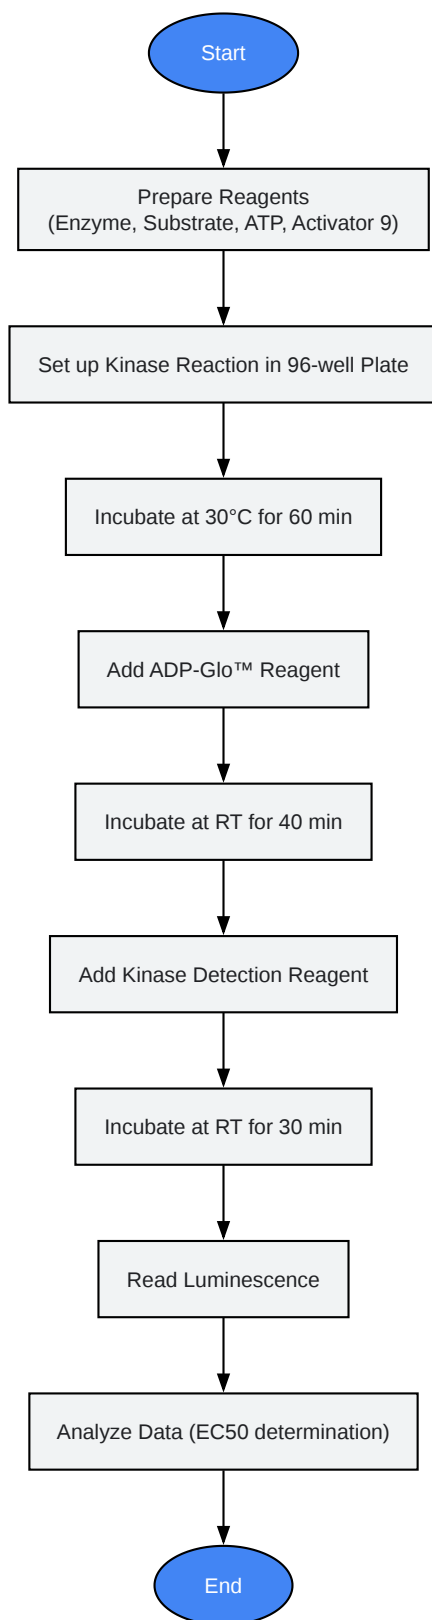 Start
Prepare Reagents
(Enzyme, Substrate, ATP, Activator 9)
Set up Kinase Reaction in 96-well Plate
Incubate at 30°C for 60 min
Add ADP-Glo™ Reagent
Incubate at RT for 40 min
Add Kinase Detection Reagent
Incubate at RT for 30 min
Read Luminescence
Analyze Data (EC50 determination)
End